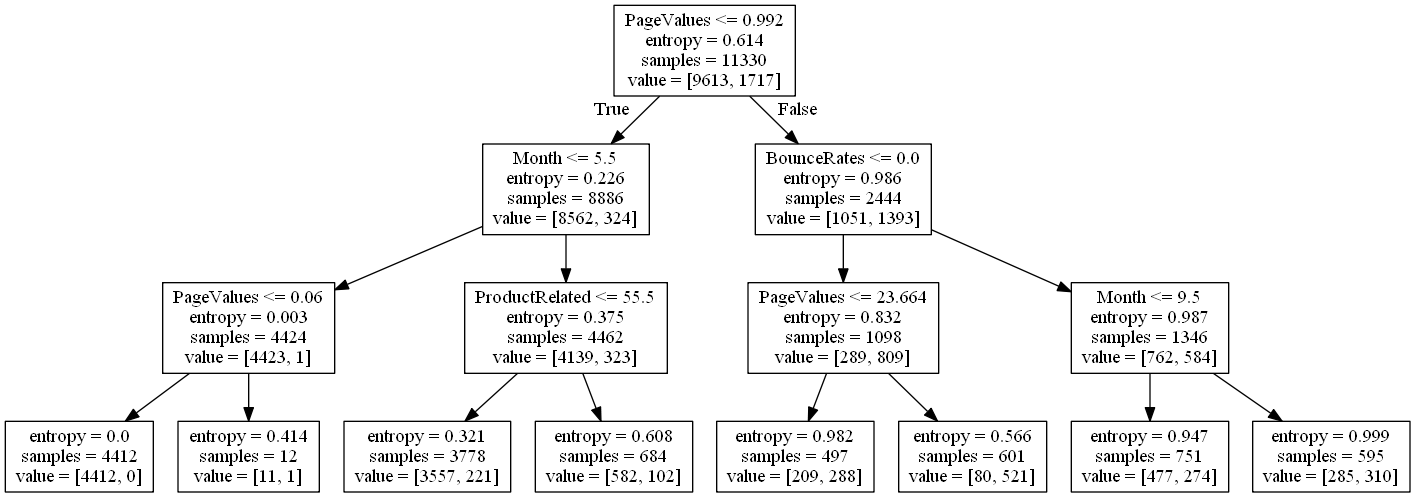 PageValues <= 0.992
entropy = 0.614
samples = 11330
value = [9613, 1717]
True
False
Month <= 5.5
entropy = 0.226
samples = 8886
value = [8562, 324]
BounceRates <= 0.0
entropy = 0.986
samples = 2444
value = [1051, 1393]
PageValues <= 0.06
entropy = 0.003
samples = 4424
value = [4423, 1]
ProductRelated <= 55.5
entropy = 0.375
samples = 4462
value = [4139, 323]
PageValues <= 23.664
entropy = 0.832
samples = 1098
value = [289, 809]
Month <= 9.5
entropy = 0.987
samples = 1346
value = [762, 584]
entropy = 0.0
samples = 4412
value = [4412, 0]
entropy = 0.414
samples = 12
value = [11, 1]
entropy = 0.321
samples = 3778
value = [3557, 221]
entropy = 0.608
samples = 684
value = [582, 102]
entropy = 0.982
samples = 497
value = [209, 288]
entropy = 0.566
samples = 601
value = [80, 521]
entropy = 0.947
samples = 751
value = [477, 274]
entropy = 0.999
samples = 595
value = [285, 310]